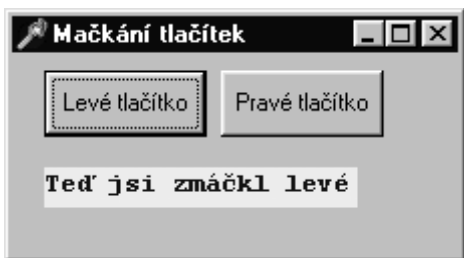 Mačkání tlačítek
Levé tlačítko Pravé tlačítko
Teď jsi zmáčkl levé